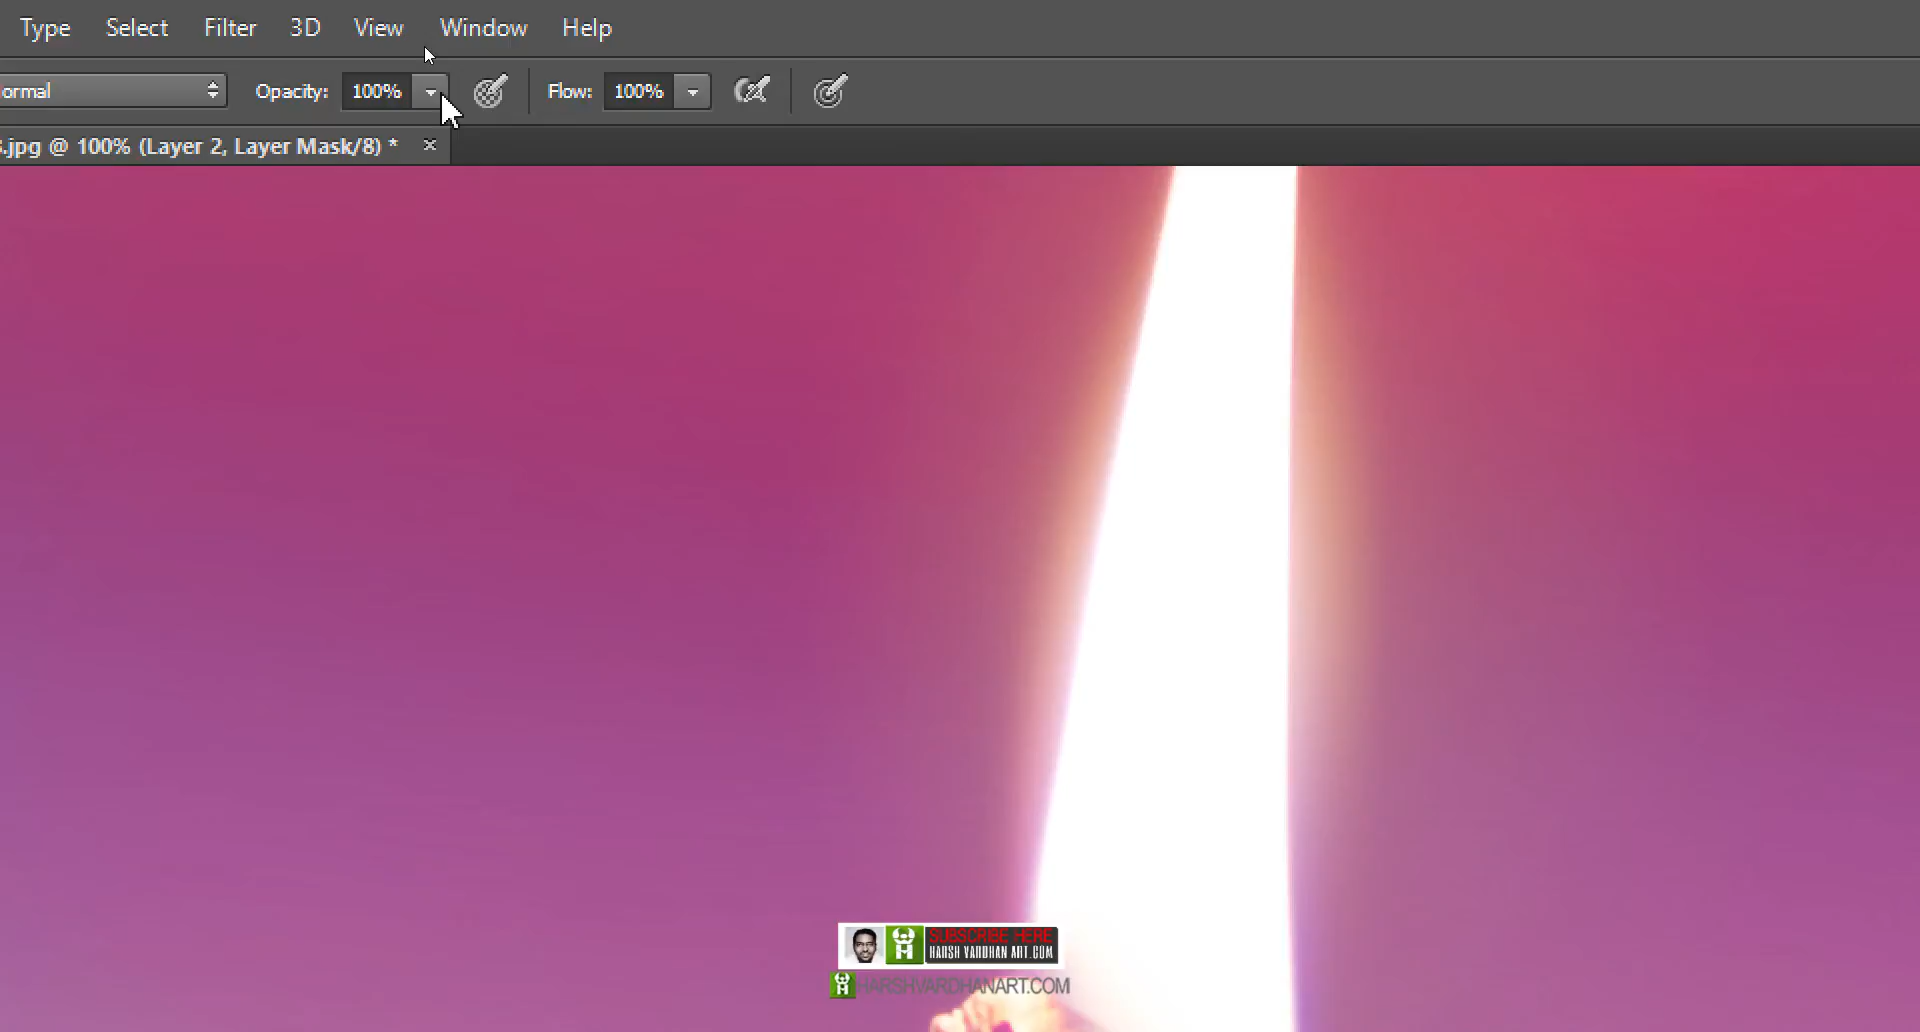 Type Select Filter 3D View Window Help
ormal Opacity: 100% Flow: 100%
.jpg @ 100% (Layer 2, Layer Mask/8) *
SUBSCRIBE HERE
HARSH VARDHAN ART.COM
HARSHVARDHANART.COM